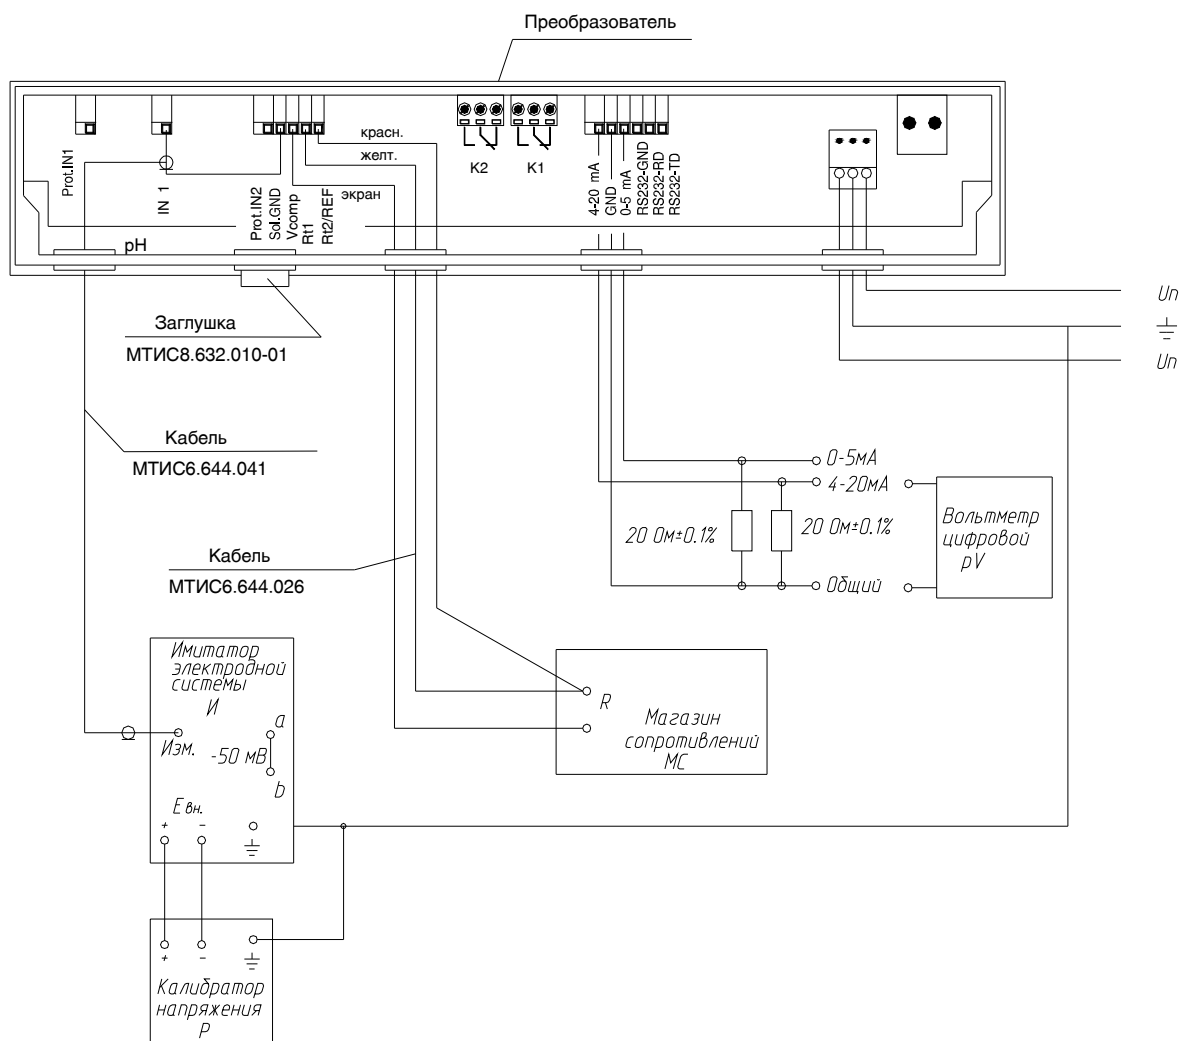 Преобразователь
Prot.IN1
IN 1
Prot.IN2
Sol.GND
Vcomp
Rt1
Rt2/REF
красн.
желт.
экран
K2
K1
4-20 mA
GND
0-5 mA
RS232-GND
RS232-RD
RS232-TD
pH
Uп
Uп
Заглушка
МТИС8.632.010-01
Кабель
МТИС6.644.041
Кабель
МТИС6.644.026
0-5мА
4-20мА
20 Ом±0.1%
20 Ом±0.1%
Общий
Вольтметр
цифровой
pV
Имитатор
электродной
системы
И
Изм.
-50 мВ
a
b
Eвн.
+ -
R
Магазин
сопротивлений
МС
+ -
Калибратор
напряжения
Р